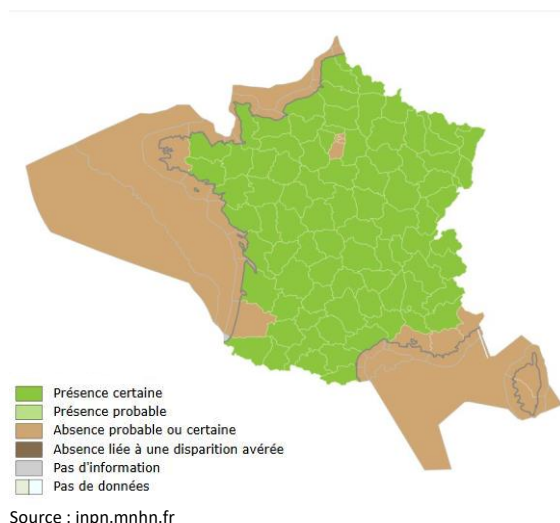 Présence certaine
Présence probable
Absence probable ou certaine
Absence liée à une disparition avérée
Pas d'information
Pas de données
Source : inpn.mnhn.fr